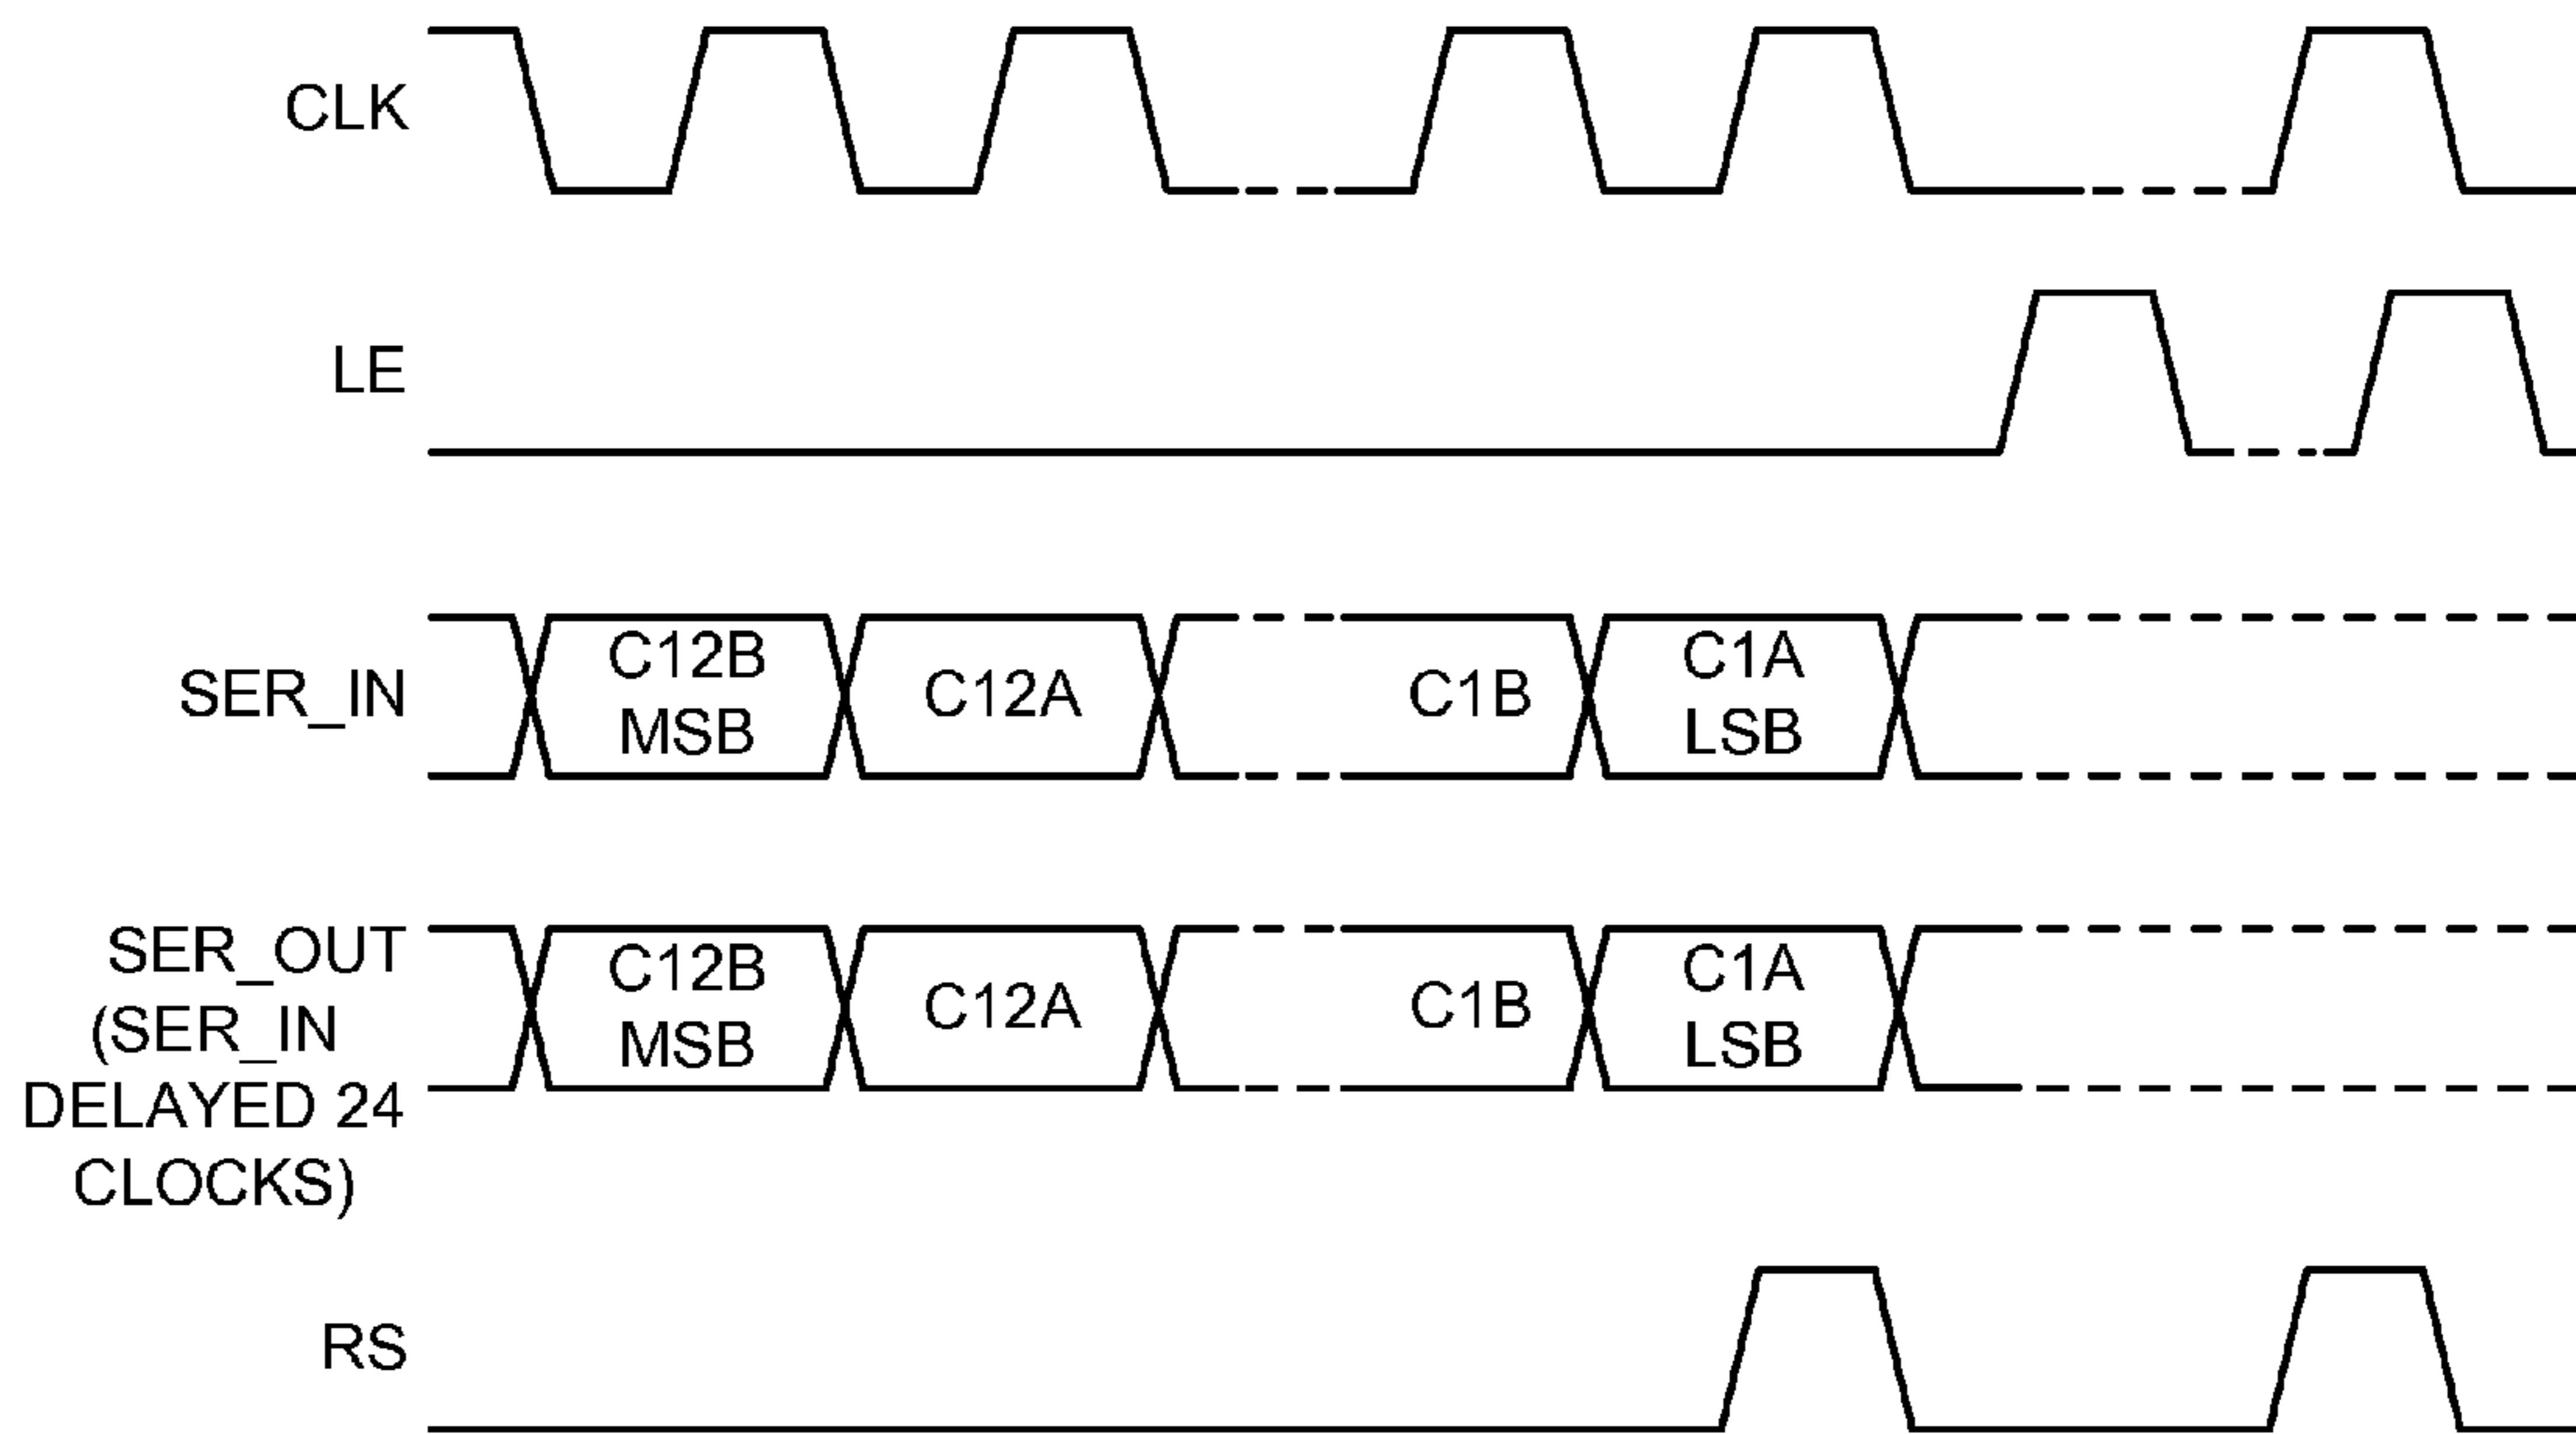 CLK
LE
SER_IN
C12B
MSB
C12A
C1B
C1A
LSB
SER_OUT
(SER_IN
DELAYED 24
CLOCKS)
C12B
MSB
C12A
C1B
C1A
LSB
RS